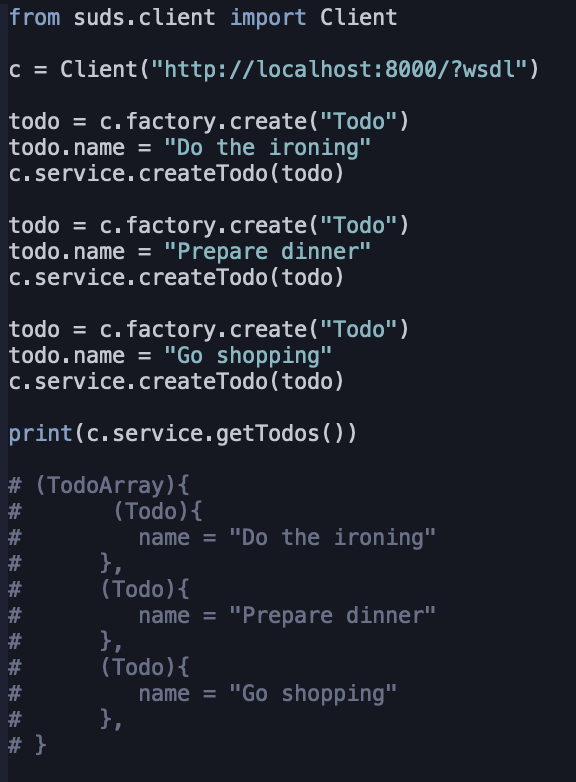 from suds.client import Client

c = Client("http://localhost:8000/?wsdl")

todo = c.factory.create("Todo")
todo.name = "Do the ironing"
c.service.createTodo(todo)

todo = c.factory.create("Todo")
todo.name = "Prepare dinner"
c.service.createTodo(todo)

todo = c.factory.create("Todo")
todo.name = "Go shopping"
c.service.createTodo(todo)

print(c.service.getTodos())

# (TodoArray){
#       (Todo){
#         name = "Do the ironing"
#      },
#      (Todo){
#         name = "Prepare dinner"
#      },
#      (Todo){
#         name = "Go shopping"
#      },
# }